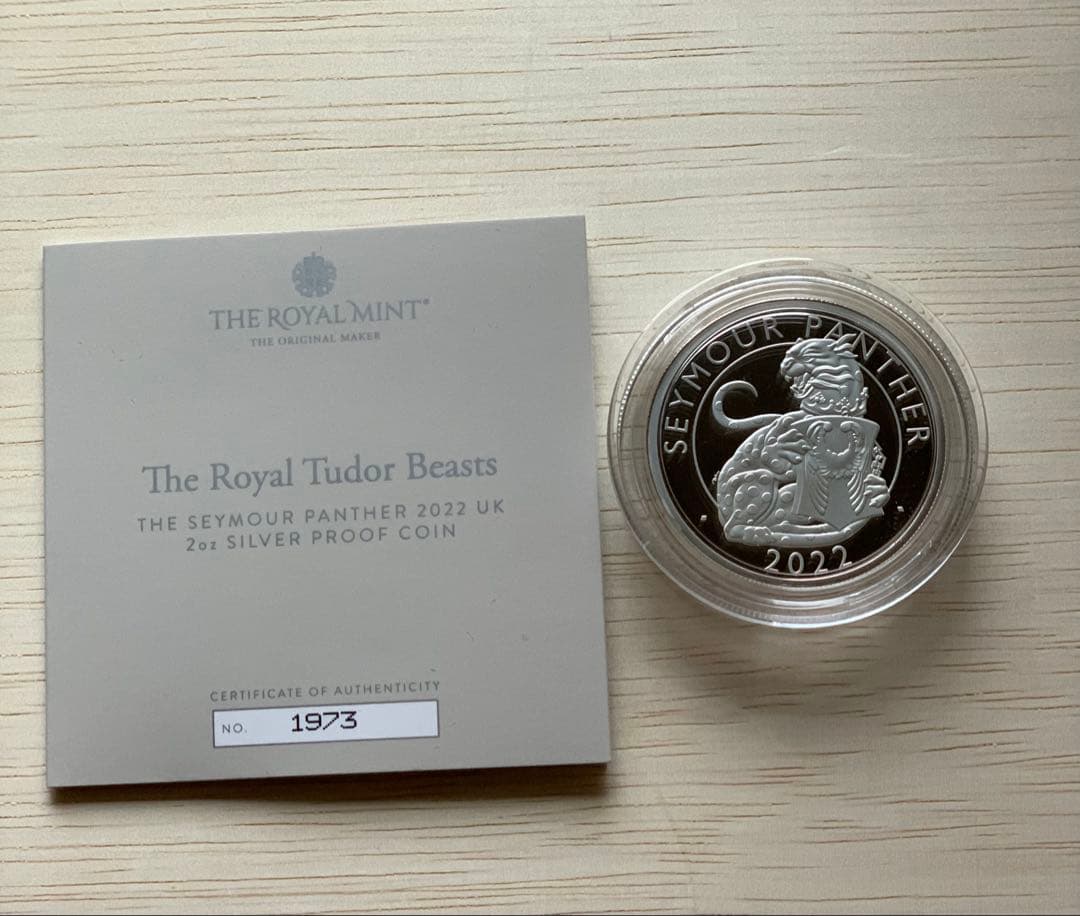 THE ROYAL MINT®
THE ORIGINAL MAKER
The Royal Tudor Beasts
THE SEYMOUR PANTHER 2022 UK
2oz SILVER PROOF COIN
CERTIFICATE OF AUTHENTICITY
NO. 1973
SEYMOUR PANTHER
2022